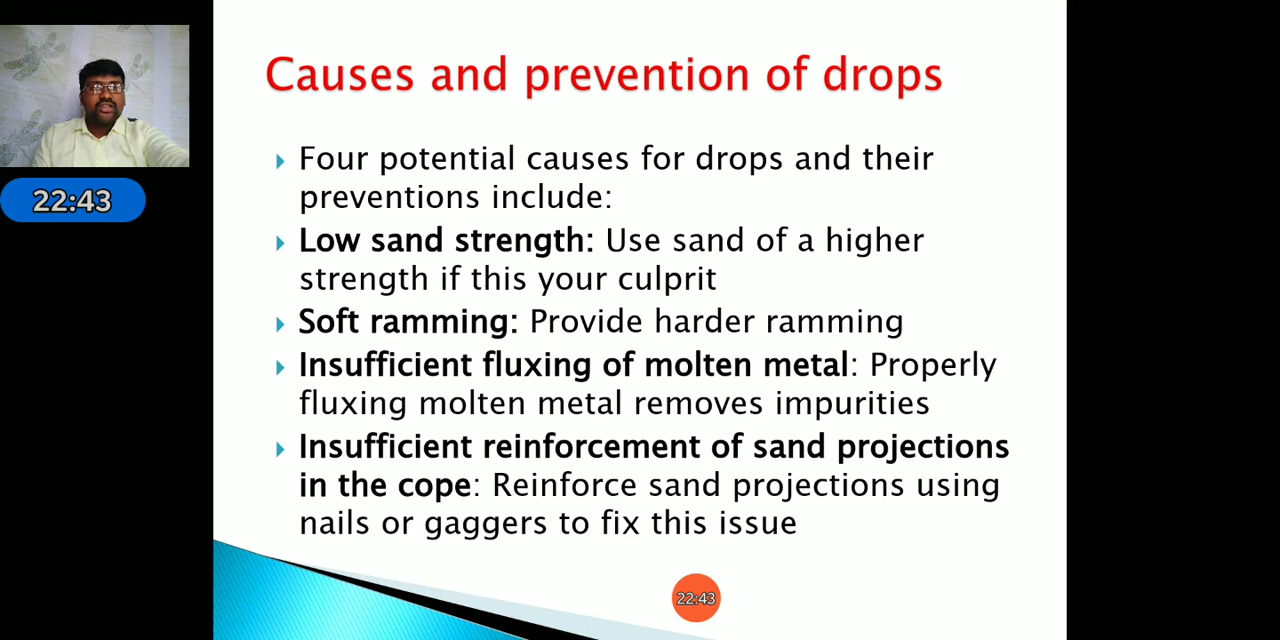 Causes and prevention of drops
22:43
Four potential causes for drops and their
preventions include:
Low sand strength: Use sand of a higher
strength if this your culprit
Soft ramming: Provide harder ramming
Insufficient fluxing of molten metal: Properly
fluxing molten metal removes impurities
Insufficient reinforcement of sand projections
in the cope: Reinforce sand projections using
nails or gaggers to fix this issue
22:43